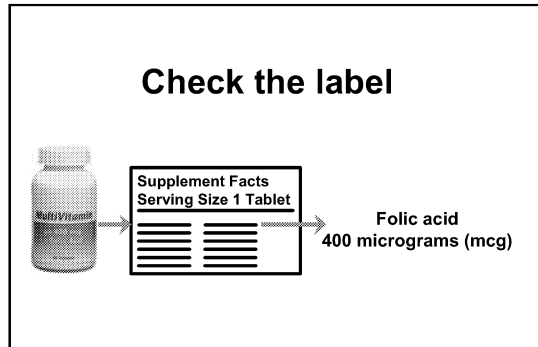 Check the label
MultiVitamin
Supplement Facts
Serving Size 1 Tablet
Folic acid
400 micrograms (mcg)